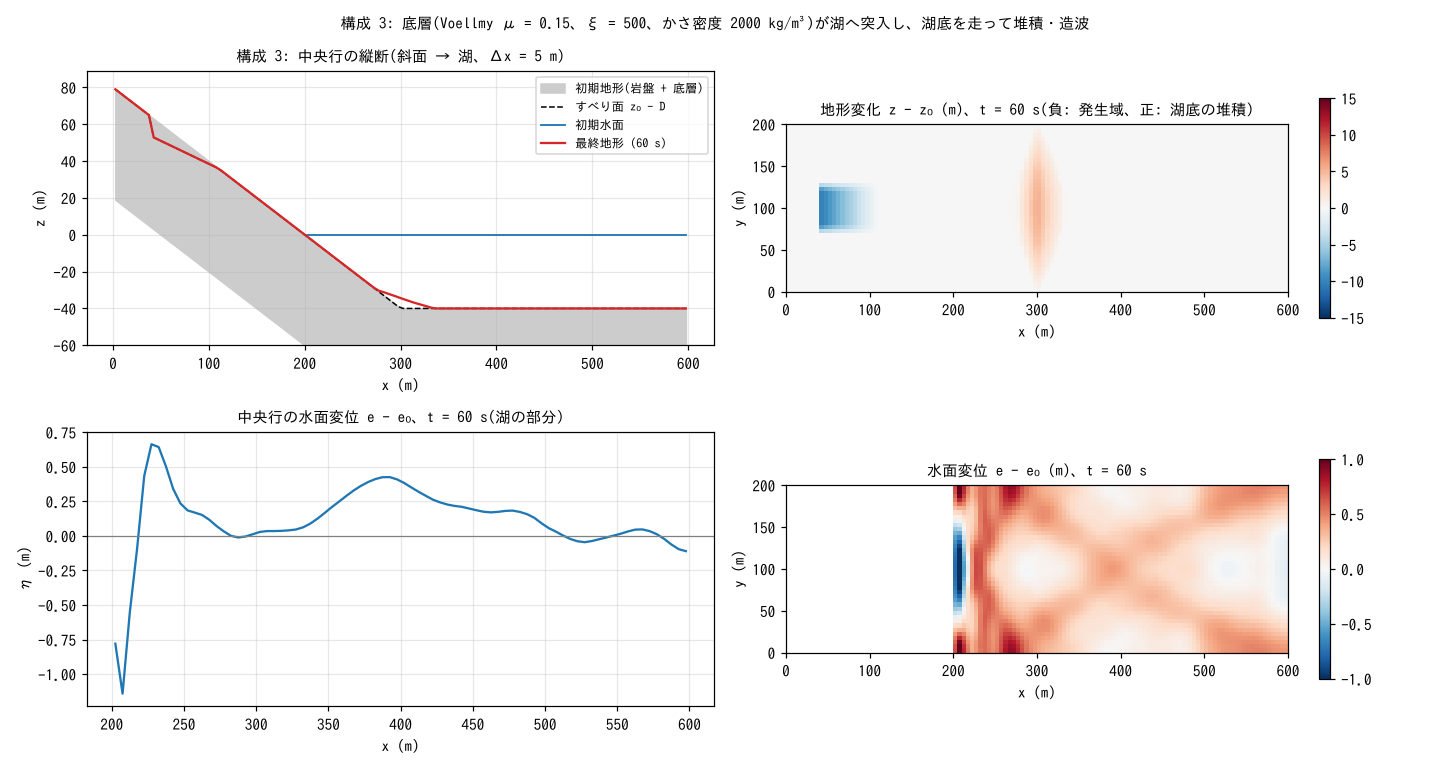 構成 3: 底層(Voellmy μ = 0.15、ξ = 500、かさ密度 2000 kg/m³)が湖へ突入し、湖底を走って堆積・造波
構成 3: 中央行の縦断(斜面 → 湖、Δx = 5 m)
80
60
40
20
0
−20
−40
−60
z (m)
0 100 200 300 400 500 600
x (m)
初期地形(岩盤 + 底層)
すべり面 z₀ − D
初期水面
最終地形 (60 s)
地形変化 z − z₀ (m)、t = 60 s(負: 発生域、正: 湖底の堆積)
200
150
100
50
0
y (m)
0 100 200 300 400 500 600
x (m)
15
10
5
0
−5
−10
−15
中央行の水面変位 e − e₀、t = 60 s(湖の部分)
0.75
0.50
0.25
0.00
−0.25
−0.50
−0.75
−1.00
η (m)
200 250 300 350 400 450 500 550 600
x (m)
水面変位 e − e₀ (m)、t = 60 s
200
150
100
50
0
y (m)
0 100 200 300 400 500 600
x (m)
1.0
0.5
0.0
−0.5
−1.0